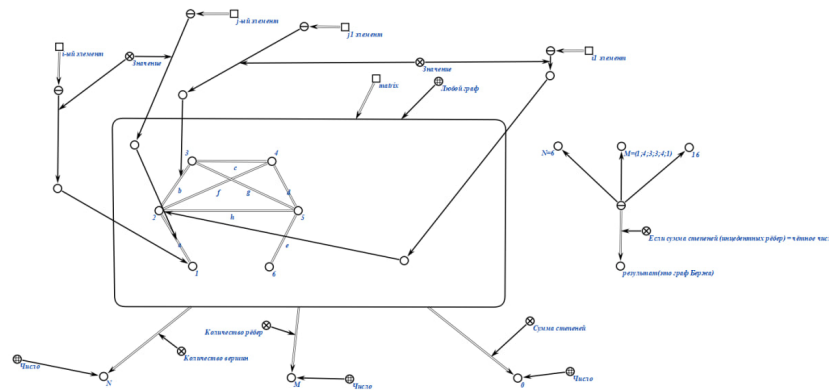 j-ый элемент
j1 элемент
i-ый элемент
Значение
Значение
i1 элемент
matrix
Любой граф
3
4
c
b
f
g
d
2
h
5
a
e
1
6
N=6
M=(1;4;3;3;4;1)
16
Если сумма степеней (инцедентных рёбер) = чётное чис.
результат(это граф Бержа)
Количество рёбер
Сумма степеней
Количество вершин
Число
N
M
Число
0
Число